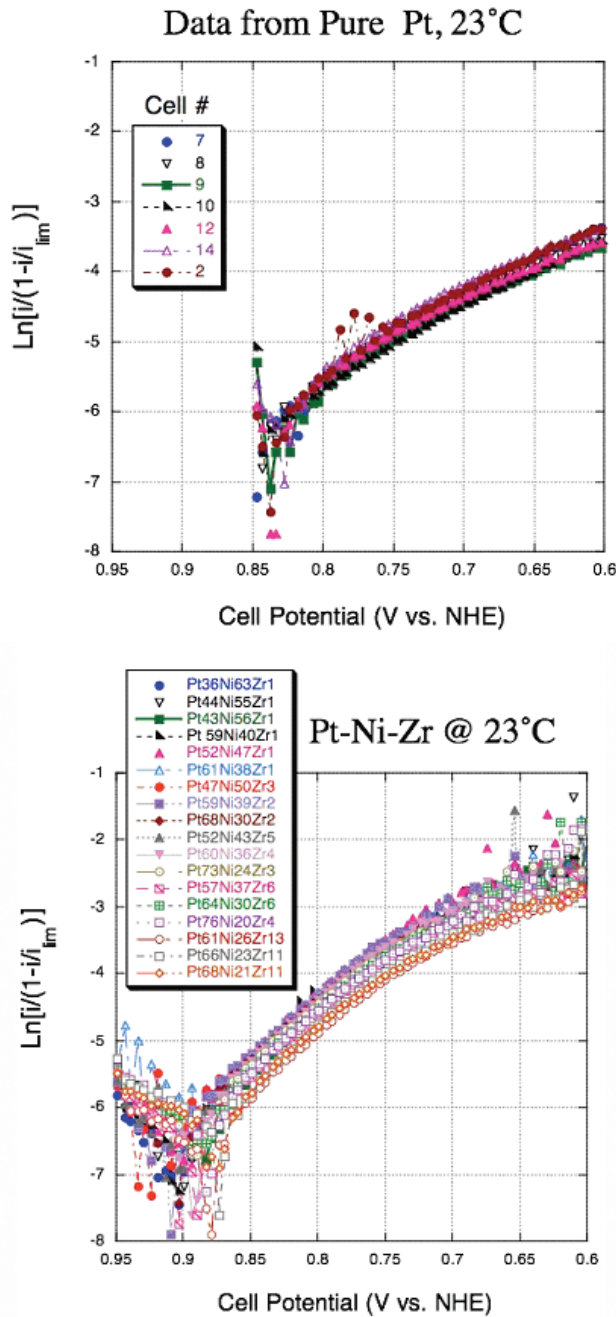 Data from Pure Pt, 23°C
Cell #
7
8
9
10
12
14
2
-1
-2
-3
-4
-5
-6
-7
-8
Ln[i/(1-i/i_lim)]
0.95 0.9 0.85 0.8 0.75 0.7 0.65 0.6
Cell Potential (V vs. NHE)
Pt36Ni63Zr1
Pt44Ni55Zr1
Pt43Ni56Zr1
Pt 59Ni40Zr1
Pt52Ni47Zr1
Pt61Ni38Zr1
Pt47Ni50Zr3
Pt59Ni39Zr2
Pt68Ni30Zr2
Pt52Ni43Zr5
Pt60Ni36Zr4
Pt73Ni24Zr3
Pt57Ni37Zr6
Pt64Ni30Zr6
Pt76Ni20Zr4
Pt61Ni26Zr13
Pt66Ni23Zr11
Pt68Ni21Zr11
Pt-Ni-Zr @ 23°C
-1
-2
-3
-4
-5
-6
-7
-8
Ln[i/(1-i/i_lim)]
0.95 0.9 0.85 0.8 0.75 0.7 0.65 0.6
Cell Potential (V vs. NHE)